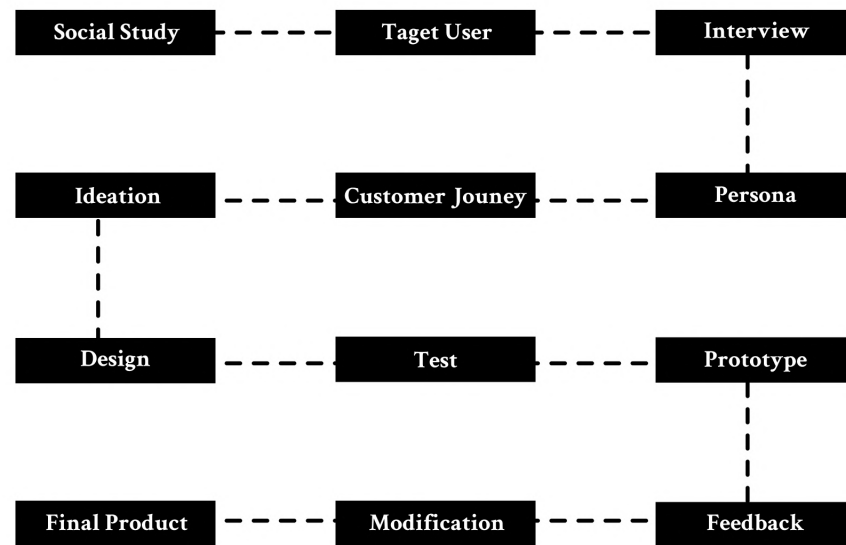 Social Study
Taget User
Interview
Ideation
Customer Jouney
Persona
Design
Test
Prototype
Final Product
Modification
Feedback